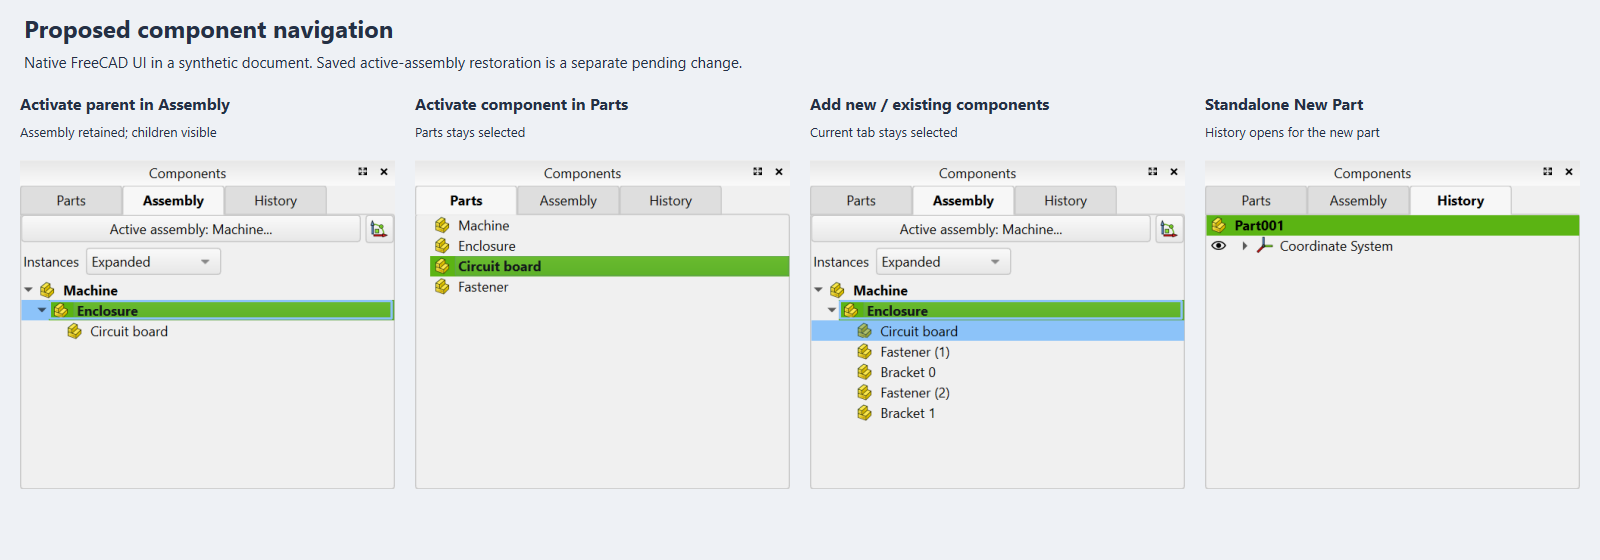 Proposed component navigation
Native FreeCAD UI in a synthetic document. Saved active-assembly restoration is a separate pending change.
Activate parent in Assembly
Assembly retained; children visible
Components
Parts
Assembly
History
Active assembly: Machine...
Instances
Expanded
Machine
Enclosure
Circuit board
Activate component in Parts
Parts stays selected
Components
Parts
Assembly
History
Machine
Enclosure
Circuit board
Fastener
Add new / existing components
Current tab stays selected
Components
Parts
Assembly
History
Active assembly: Machine...
Instances
Expanded
Machine
Enclosure
Circuit board
Fastener (1)
Bracket 0
Fastener (2)
Bracket 1
Standalone New Part
History opens for the new part
Components
Parts
Assembly
History
Part001
Coordinate System